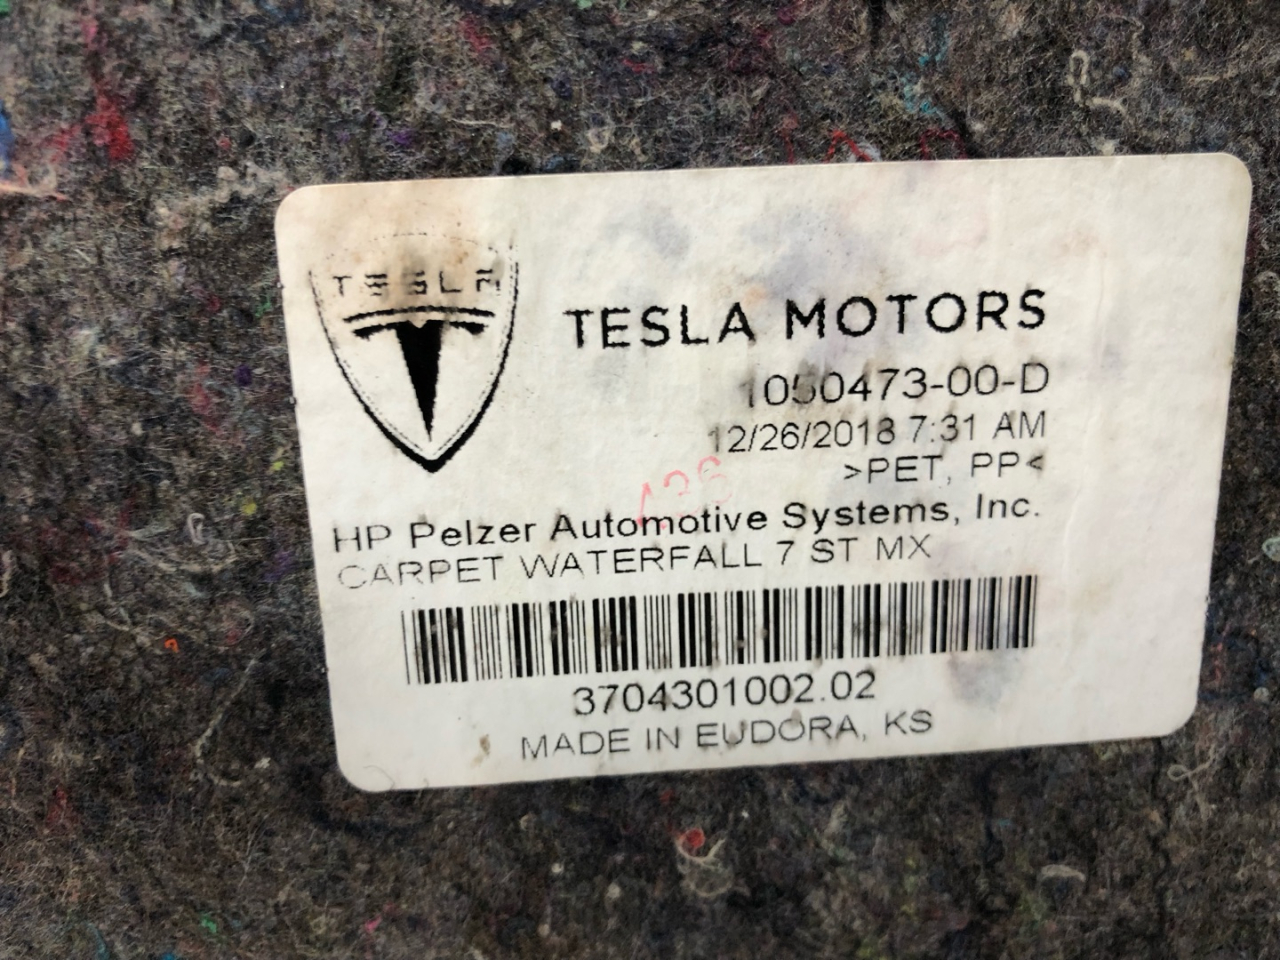 TESLA
TESLA MOTORS
1050473-00-D
12/26/2018 7:31 AM
>PET, PP<
HP Pelzer Automotive Systems, Inc.
CARPET WATERFALL 7 ST MX
3704301002.02
MADE IN EUDORA, KS